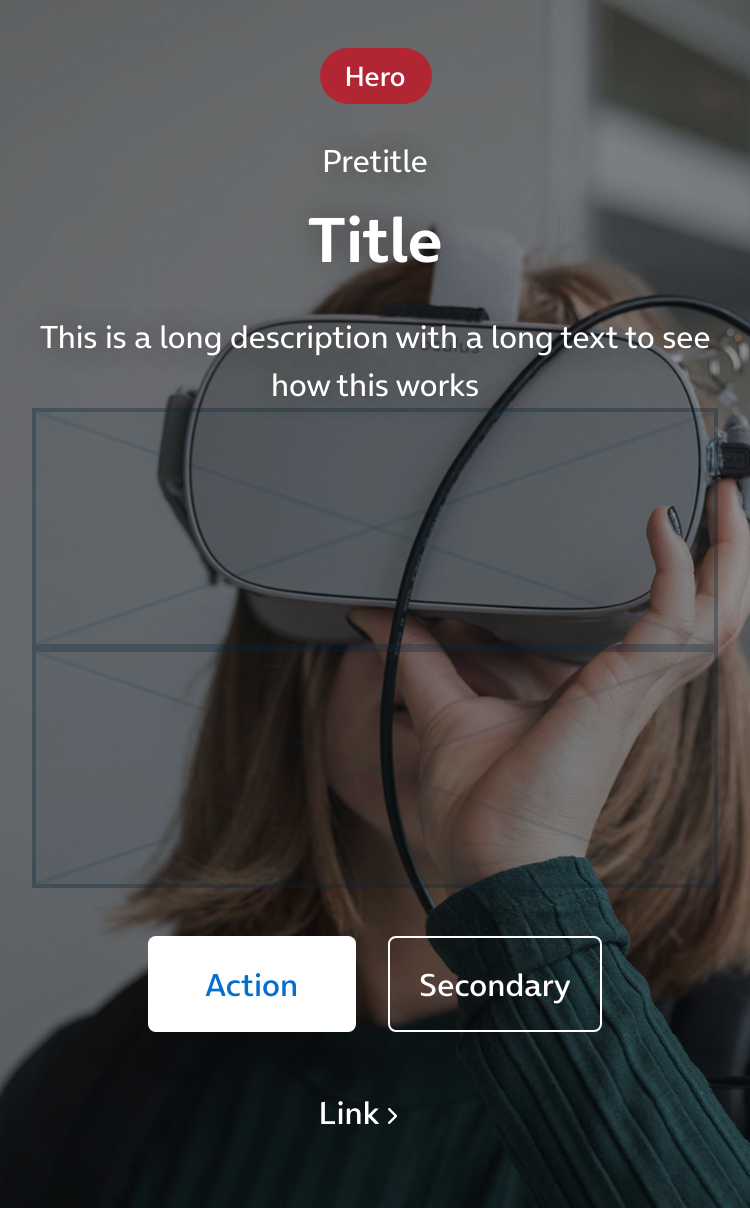 Hero
Pretitle
Title
This is a long description with a long text to see
how this works
Action
Secondary
Link